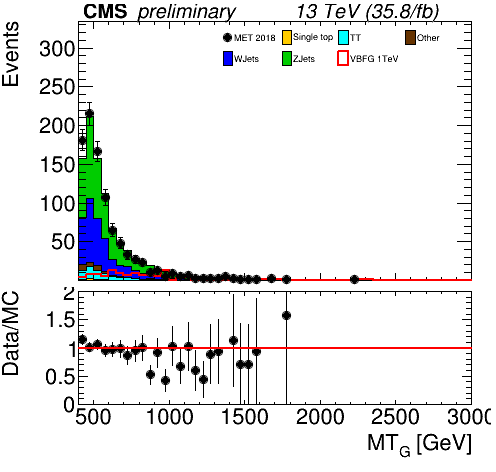 CMS preliminary 13 TeV (35.8/fb)
Events
MET 2018 Single top TT Other
WJets ZJets VBFG 1TeV
300
250
200
150
100
50
Data/MC
2
1.5
1
0.5
0
500 1000 1500 2000 2500 3000
MT_G [GeV]